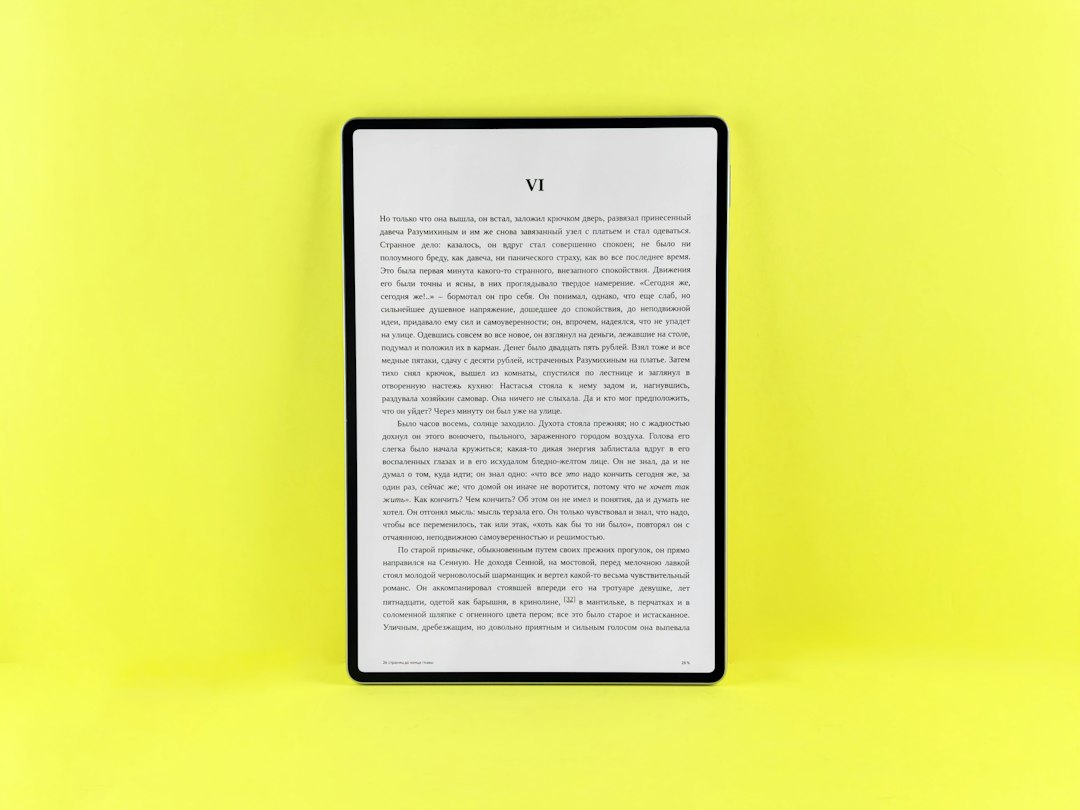 VI
Но только что она вышла, он встал, заложил крючком дверь, развязал принесенный
давеча Разумихиным и им же снова завязанный узел с платьем и стал одеваться.
Странное дело: казалось, он вдруг стал совершенно спокоен; не было ни
полоумного бреду, как давеча, ни панического страху, как во все последнее время.
Это была первая минута какого-то странного, внезапного спокойствия. Движения
его были точны и ясны, в них проглядывало твердое намерение. «Сегодня же,
сегодня же!..» – бормотал он про себя. Он понимал, однако, что еще слаб, но
сильнейшее душевное напряжение, дошедшее до спокойствия, до неподвижной
идеи, придавало ему сил и самоуверенности; он, впрочем, надеялся, что не упадет
на улице. Одевшись совсем во все новое, он взглянул на деньги, лежавшие на столе,
подумал и положил их в карман. Денег было двадцать пять рублей. Взял тоже и все
медные пятаки, сдачу с десяти рублей, истраченных Разумихиным на платье. Затем
тихо снял крючок, вышел из комнаты, спустился по лестнице и заглянул в
отворенную настежь кухню: Настасья стояла к нему задом и, нагнувшись,
раздувала хозяйкин самовар. Она ничего не слыхала. Да и кто мог предположить,
что он уйдет? Через минуту он был уже на улице.
Было часов восемь, солнце заходило. Духота стояла прежняя; но с жадностью
дохнул он этого вонючего, пыльного, зараженного городом воздуха. Голова его
слегка было начала кружиться; какая-то дикая энергия заблистала вдруг в его
воспаленных глазах и в его исхудалом бледно-желтом лице. Он не знал, да и не
думал о том, куда идти; он знал одно: «что все это надо кончить сегодня же, за
один раз, сейчас же; что домой он иначе не воротится, потому что не хочет так
жить». Как кончить? Чем кончить? Об этом он не имел и понятия, да и думать не
хотел. Он отгонял мысль: мысль терзала его. Он только чувствовал и знал, что надо,
чтобы все переменилось, так или этак, «хоть как бы то ни было», повторял он с
отчаянною, неподвижною самоуверенностью и решимостью.
По старой привычке, обыкновенным путем своих прежних прогулок, он прямо
направился на Сенную. Не доходя Сенной, на мостовой, перед мелочною лавкой
стоял молодой черноволосый шарманщик и вертел какой-то весьма чувствительный
романс. Он аккомпанировал стоявшей впереди его на тротуаре девушке, лет
пятнадцати, одетой как барышня, в кринолине, [32] в мантильке, в перчатках и в
соломенной шляпке с огненного цвета пером; все это было старое и истасканное.
Уличным, дребезжащим, но довольно приятным и сильным голосом она выпевала
26 страниц до конца главы
28 %